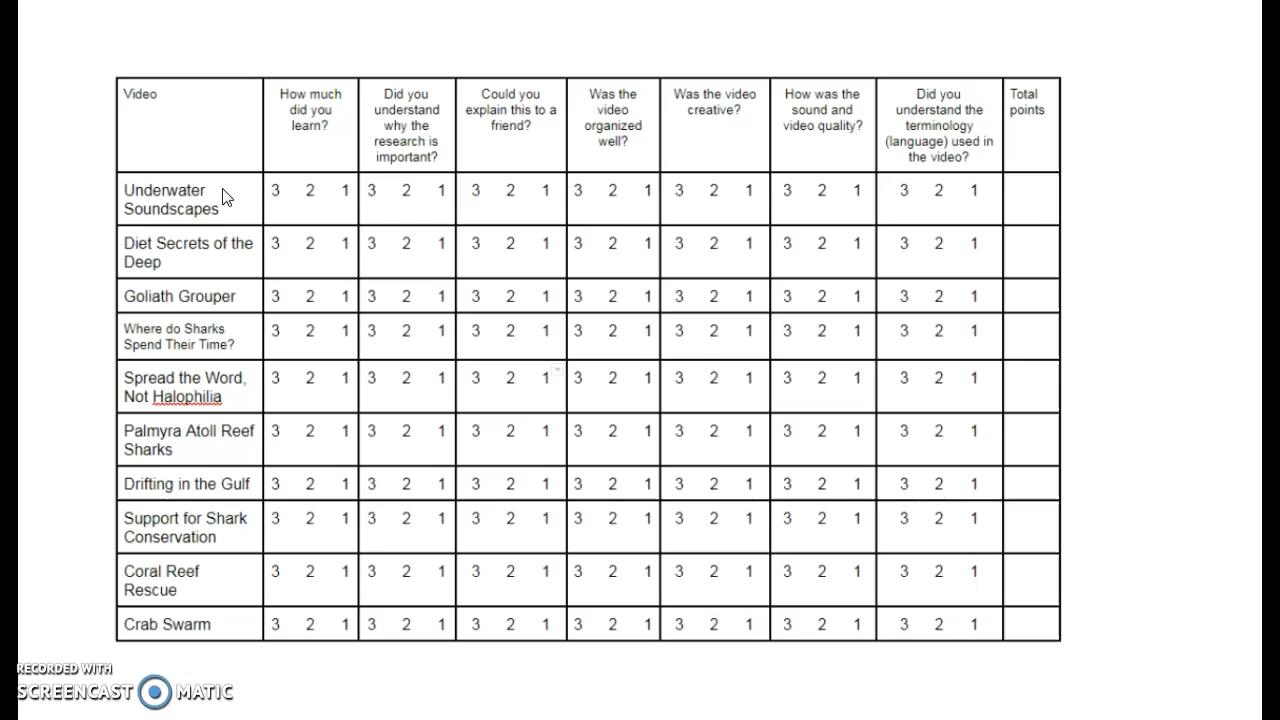 Video
How much
did you
learn?
Did you
understand
why the
research is
important?
Could you
explain this to a
friend?
Was the
video
organized
well?
Was the video
creative?
How was the
sound and
video quality?
Did you
understand the
terminology
(language) used in
the video?
Total
points
Underwater
Soundscapes
3 2 1 3 2 1 3 2 1 3 2 1 3 2 1 3 2 1 3 2 1
Diet Secrets of the
Deep
3 2 1 3 2 1 3 2 1 3 2 1 3 2 1 3 2 1 3 2 1
Goliath Grouper 3 2 1 3 2 1 3 2 1 3 2 1 3 2 1 3 2 1 3 2 1
Where do Sharks
Spend Their Time?
3 2 1 3 2 1 3 2 1 3 2 1 3 2 1 3 2 1 3 2 1
Spread the Word,
Not Halophilia
3 2 1 3 2 1 3 2 1 3 2 1 3 2 1 3 2 1 3 2 1
Palmyra Atoll Reef
Sharks
3 2 1 3 2 1 3 2 1 3 2 1 3 2 1 3 2 1 3 2 1
Drifting in the Gulf 3 2 1 3 2 1 3 2 1 3 2 1 3 2 1 3 2 1 3 2 1
Support for Shark
Conservation
3 2 1 3 2 1 3 2 1 3 2 1 3 2 1 3 2 1 3 2 1
Coral Reef
Rescue
3 2 1 3 2 1 3 2 1 3 2 1 3 2 1 3 2 1 3 2 1
Crab Swarm 3 2 1 3 2 1 3 2 1 3 2 1 3 2 1 3 2 1 3 2 1
RECORDED WITH
SCREENCAST MATIC